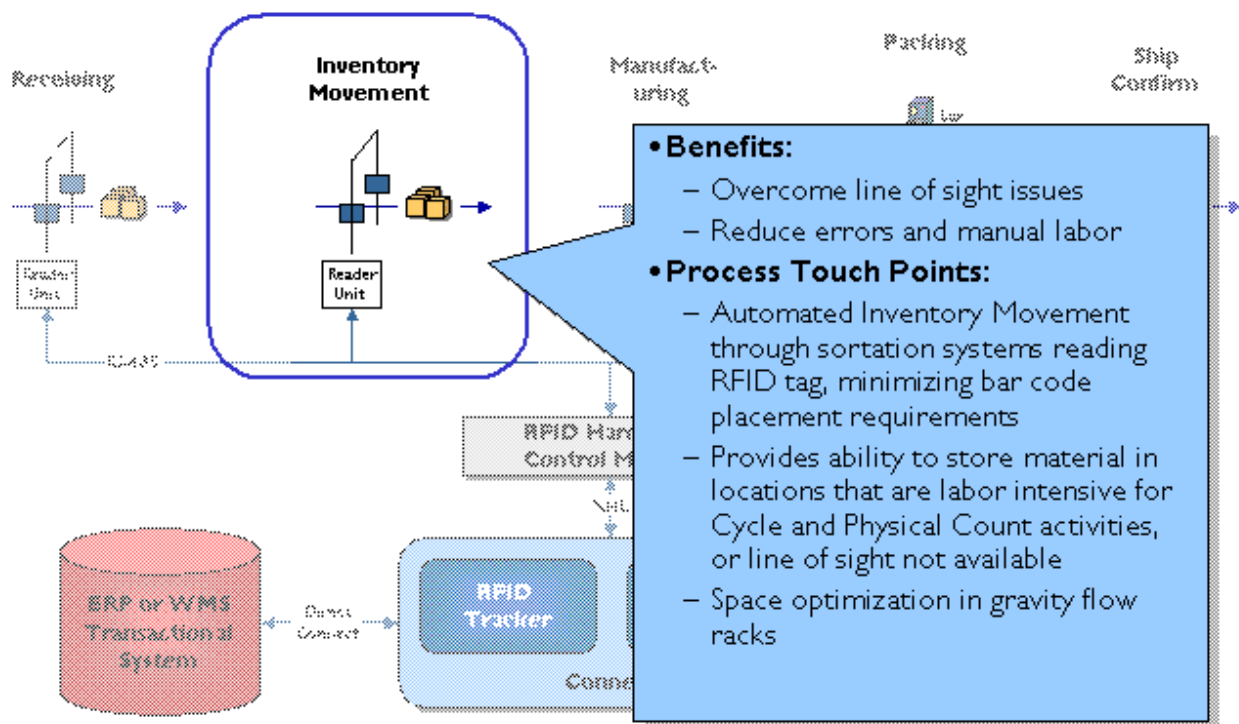 Receiving
Inventory
Movement
Manufact-
uring
Packing
Ship
Confirm
Reader
Unit
Reader
Unit
•Benefits:
– Overcome line of sight issues
– Reduce errors and manual labor
•Process Touch Points:
– Automated Inventory Movement
through sortation systems reading
RFID tag, minimizing bar code
placement requirements
– Provides ability to store material in
locations that are labor intensive for
Cycle and Physical Count activities,
or line of sight not available
– Space optimization in gravity flow
racks
RFID
Control
ERP or WMS
Transactional
System
Direct
Connect
RFID
Tracker